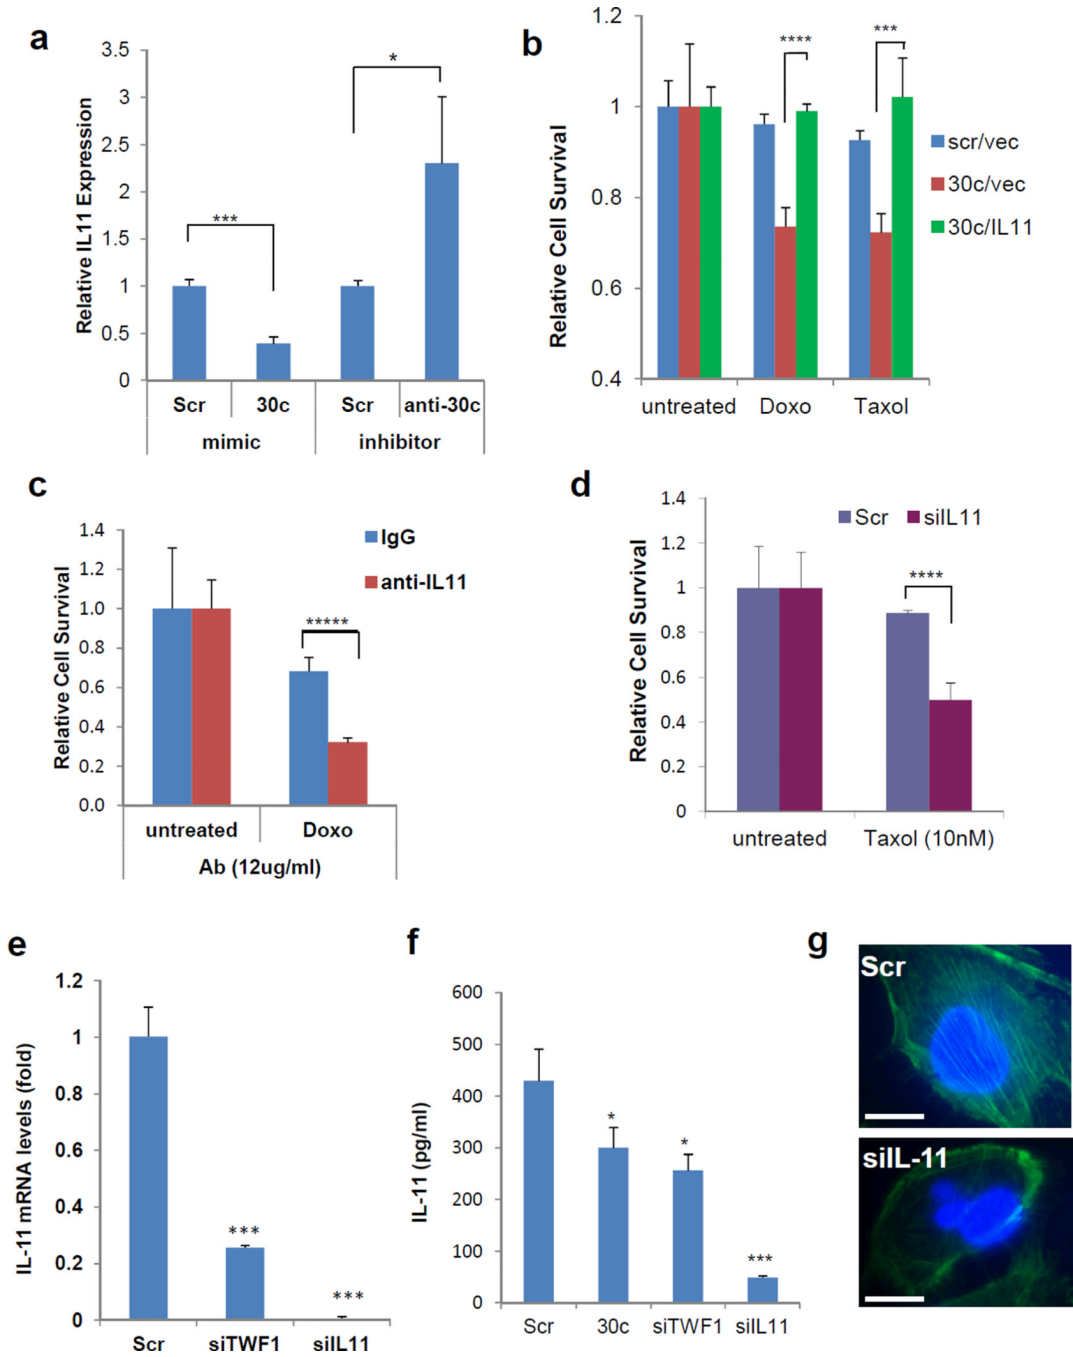 a
Relative IL11 Expression
3.5
3
2.5
2
1.5
1
0.5
0
***
*
Scr 30c Scr anti-30c
mimic inhibitor
b
Relative Cell Survival
1.2
1
0.8
0.6
0.4
****
***
untreated Doxo Taxol
scr/vec
30c/vec
30c/IL11
c
Relative Cell Survival
1.4
1.2
1.0
0.8
0.6
0.4
0.2
0.0
*****
IgG
anti-IL11
untreated Doxo
Ab (12ug/ml)
d
Relative Cell Survival
1.4
1.2
1
0.8
0.6
0.4
0.2
0
Scr siIL11
****
untreated Taxol (10nM)
e
IL-11 mRNA levels (fold)
1.2
1
0.8
0.6
0.4
0.2
0
***
***
Scr siTWF1 siIL11
f
IL-11 (pg/ml)
600
500
400
300
200
100
0
*
*
***
Scr 30c siTWF1 siIL11
g
Scr
siIL-11